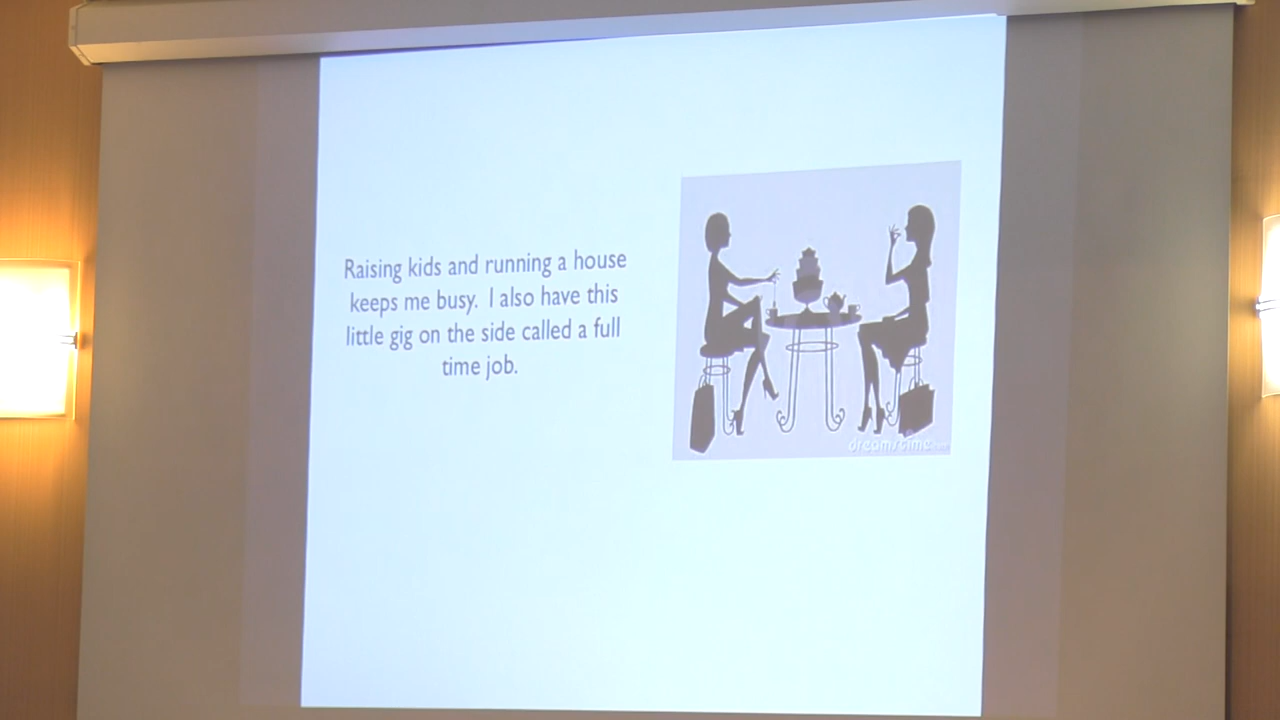 Raising kids and running a house
keeps me busy. I also have this
little gig on the side called a full
time job.
dreamstime